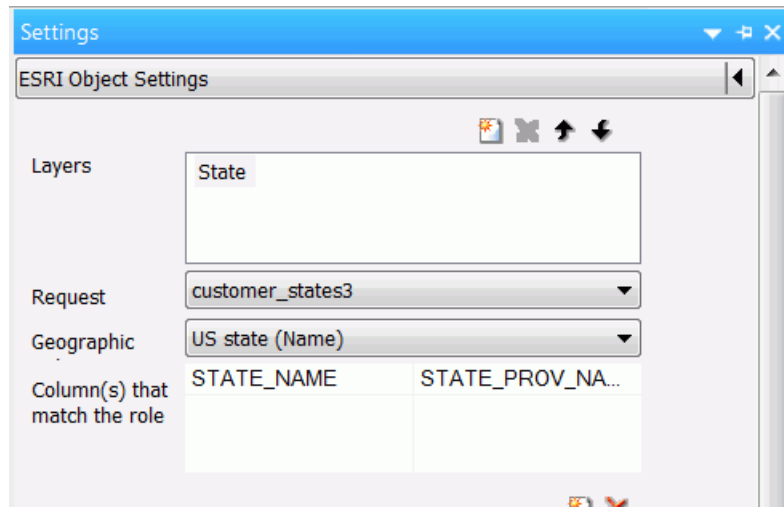 Settings
ESRI Object Settings
Layers
State
Request
customer_states3
Geographic
US state (Name)
Column(s) that
match the role
STATE_NAME
STATE_PROV_NA...